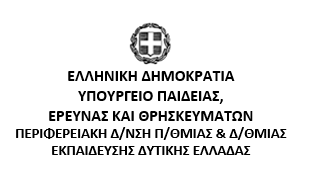 ΕΛΛΗΝΙΚΗ ΔΗΜΟΚΡΑΤΙΑ
ΥΠΟΥΡΓΕΙΟ ΠΑΙΔΕΙΑΣ,
ΕΡΕΥΝΑΣ ΚΑΙ ΘΡΗΣΚΕΥΜΑΤΩΝ
ΠΕΡΙΦΕΡΕΙΑΚΗ Δ/ΝΣΗ Π/ΘΜΙΑΣ & Δ/ΘΜΙΑΣ
ΕΚΠΑΙΔΕΥΣΗΣ ΔΥΤΙΚΗΣ ΕΛΛΑΔΑΣ